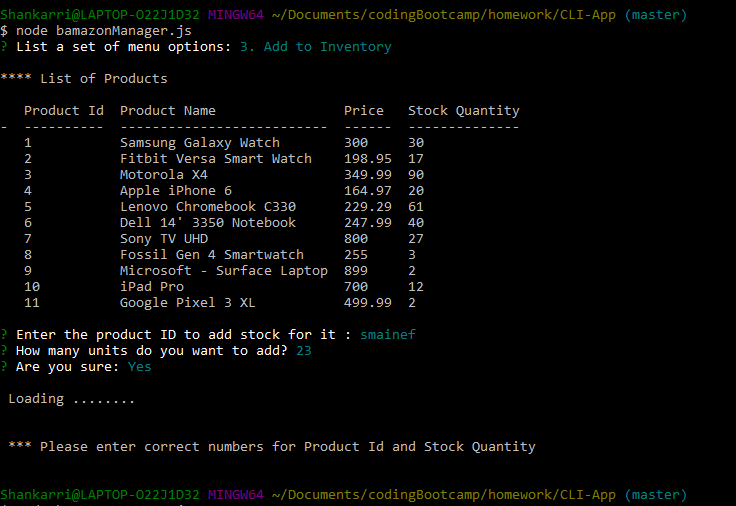 Shankarri@LAPTOP-O22J1D32 MINGW64 ~/Documents/codingBootcamp/homework/CLI-App (master)
$ node bamazonManager.js
? List a set of menu options: 3. Add to Inventory
**** List of Products
Product Id  Product Name                Price   Stock Quantity
-  ----------  --------------------------  ------  --------------
1           Samsung Galaxy Watch        300     30
2           Fitbit Versa Smart Watch    198.95  17
3           Motorola X4                 349.99  90
4           Apple iPhone 6              164.97  20
5           Lenovo Chromebook C330      229.29  61
6           Dell 14' 3350 Notebook      247.99  40
7           Sony TV UHD                 800     27
8           Fossil Gen 4 Smartwatch     255     3
9           Microsoft - Surface Laptop  899     2
10          iPad Pro                    700     12
11          Google Pixel 3 XL           499.99  2
? Enter the product ID to add stock for it : smainef
? How many units do you want to add? 23
? Are you sure: Yes
Loading ........
*** Please enter correct numbers for Product Id and Stock Quantity
Shankarri@LAPTOP-O22J1D32 MINGW64 ~/Documents/codingBootcamp/homework/CLI-App (master)